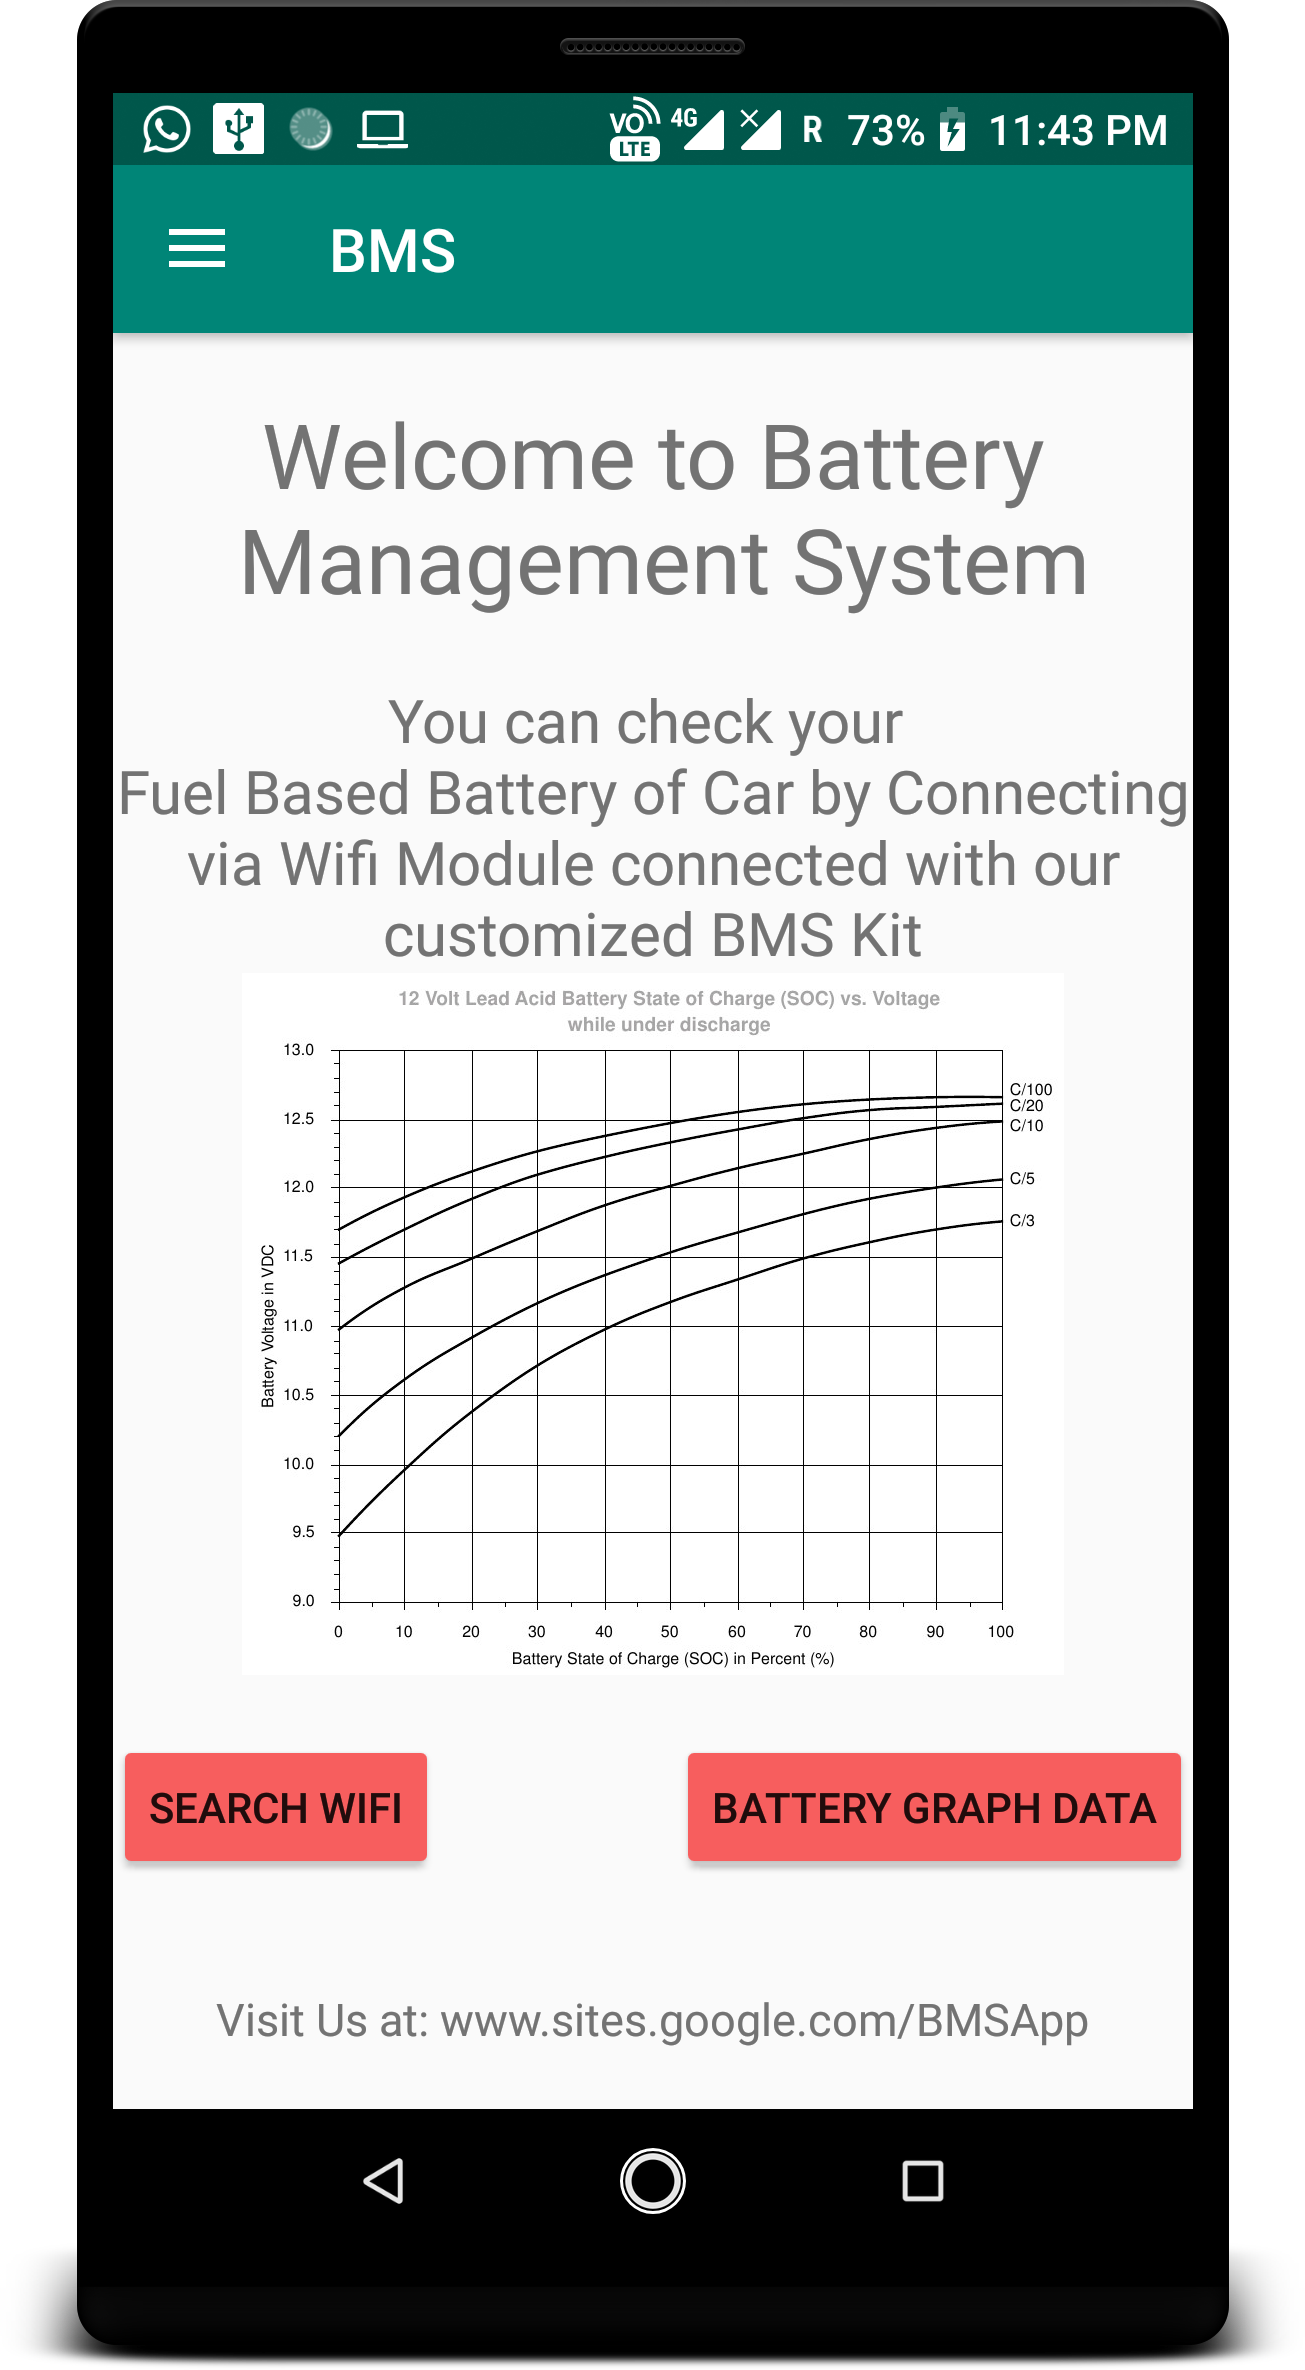 VO LTE 4G R 73% 11:43 PM
BMS
Welcome to Battery
Management System
You can check your
Fuel Based Battery of Car by Connecting
via Wifi Module connected with our
customized BMS Kit
12 Volt Lead Acid Battery State of Charge (SOC) vs. Voltage
while under discharge
13.0
12.5
12.0
11.5
11.0
10.5
10.0
9.5
9.0
Battery Voltage in VDC
C/100
C/20
C/10
C/5
C/3
0 10 20 30 40 50 60 70 80 90 100
Battery State of Charge (SOC) in Percent (%)
SEARCH WIFI
BATTERY GRAPH DATA
Visit Us at: www.sites.google.com/BMSApp